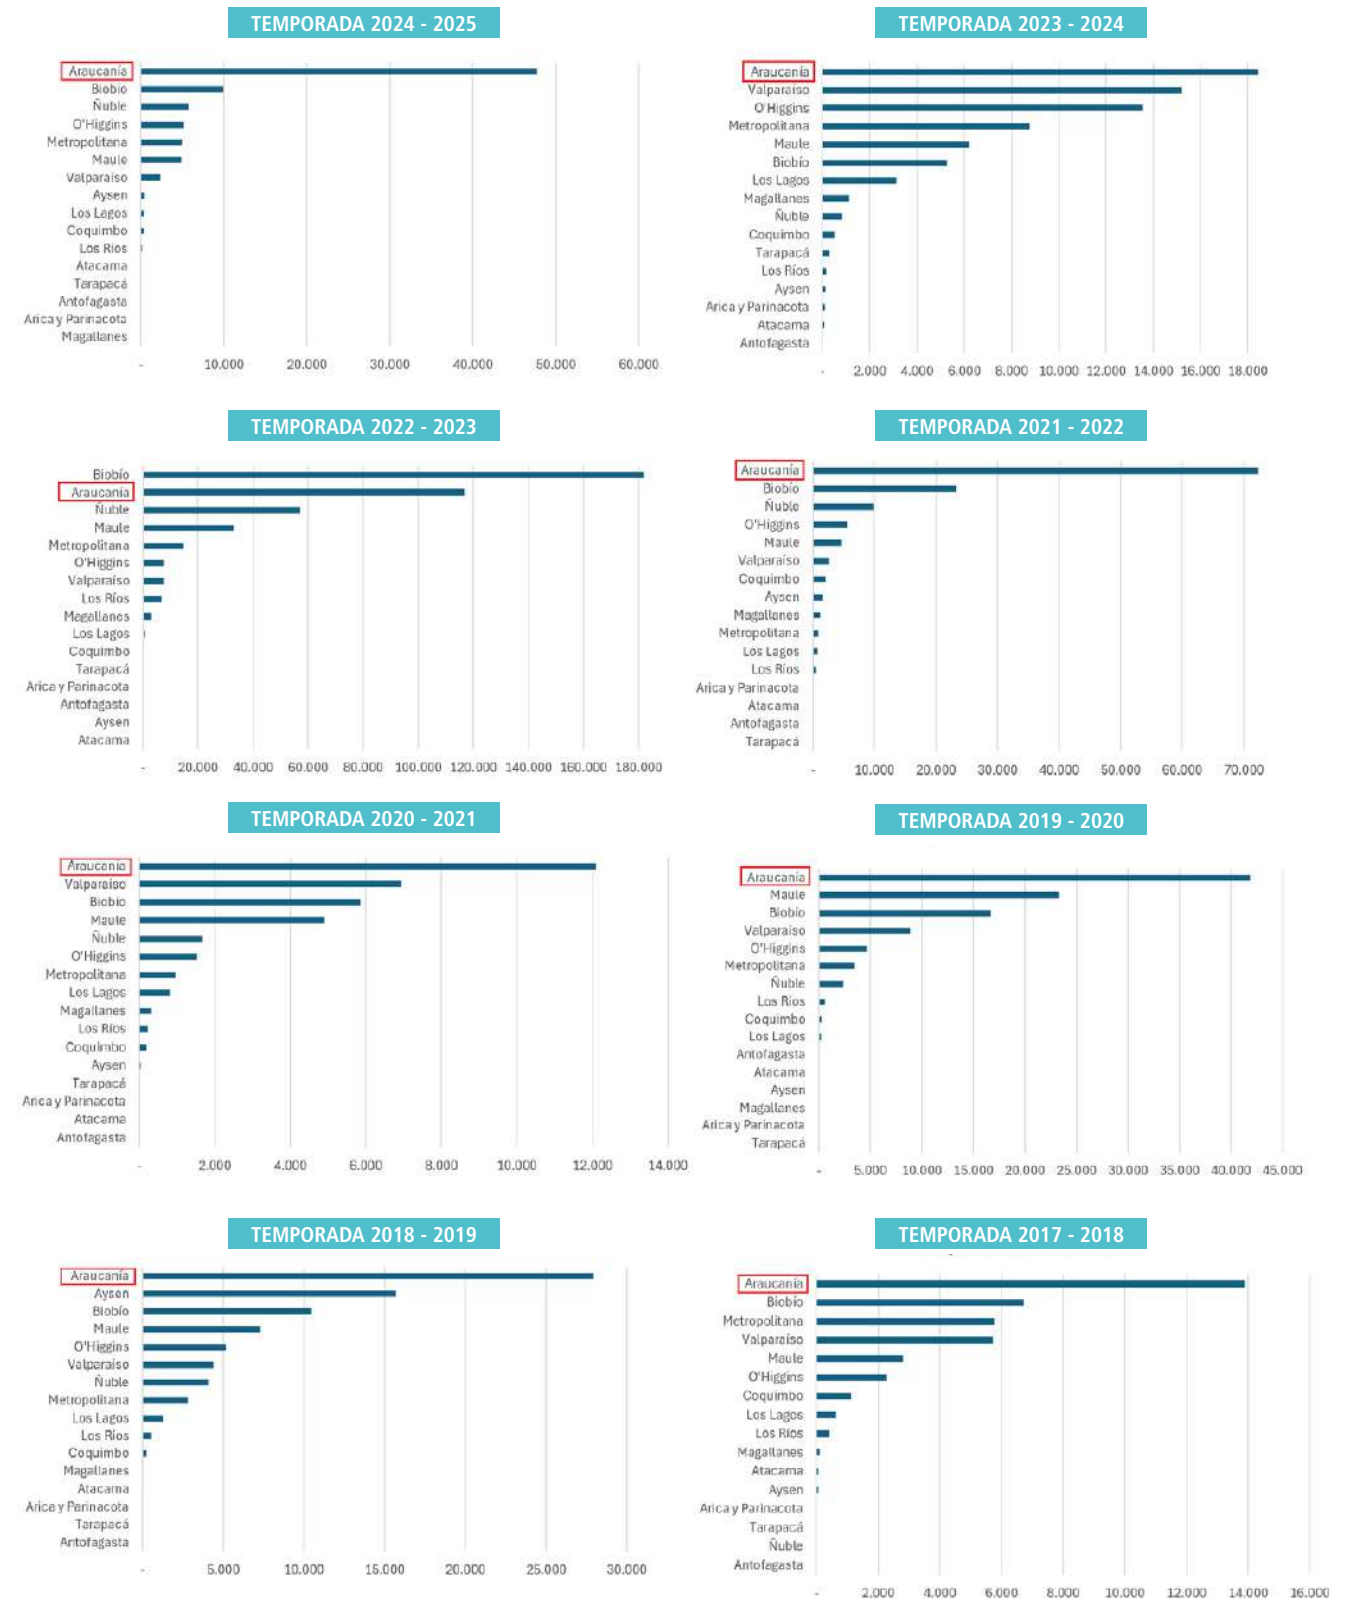 TEMPORADA 2024 - 2025
Araucanía
Biobío
Ñuble
O'Higgins
Metropolitana
Maule
Valparaíso
Aysen
Los Lagos
Coquimbo
Los Ríos
Atacama
Tarapacá
Antofagasta
Arica y Parinacota
Magallanes
- 10.000 20.000 30.000 40.000 50.000 60.000
TEMPORADA 2023 - 2024
Araucanía
Valparaíso
O'Higgins
Metropolitana
Maule
Biobío
Los Lagos
Magallanes
Ñuble
Coquimbo
Tarapacá
Los Ríos
Aysen
Arica y Parinacota
Atacama
Antofagasta
- 2.000 4.000 6.000 8.000 10.000 12.000 14.000 16.000 18.000
TEMPORADA 2022 - 2023
Biobío
Araucanía
Ñuble
Maule
Metropolitana
O'Higgins
Valparaíso
Los Ríos
Magallanes
Los Lagos
Coquimbo
Tarapacá
Arica y Parinacota
Antofagasta
Aysen
Atacama
- 20.000 40.000 60.000 80.000 100.000 120.000 140.000 160.000 180.000
TEMPORADA 2021 - 2022
Araucanía
Biobío
Ñuble
O'Higgins
Maule
Valparaíso
Coquimbo
Aysen
Magallanes
Metropolitana
Los Lagos
Los Ríos
Arica y Parinacota
Atacama
Antofagasta
Tarapacá
- 10.000 20.000 30.000 40.000 50.000 60.000 70.000
TEMPORADA 2020 - 2021
Araucanía
Valparaíso
Biobío
Maule
Ñuble
O'Higgins
Metropolitana
Los Lagos
Magallanes
Los Ríos
Coquimbo
Aysen
Tarapacá
Arica y Parinacota
Atacama
Antofagasta
- 2.000 4.000 6.000 8.000 10.000 12.000 14.000
TEMPORADA 2019 - 2020
Araucanía
Maule
Biobío
Valparaíso
O'Higgins
Metropolitana
Ñuble
Los Ríos
Coquimbo
Los Lagos
Antofagasta
Atacama
Aysen
Magallanes
Arica y Parinacota
Tarapacá
- 5.000 10.000 15.000 20.000 25.000 30.000 35.000 40.000 45.000
TEMPORADA 2018 - 2019
Araucanía
Aysen
Biobío
Maule
O'Higgins
Valparaíso
Ñuble
Metropolitana
Los Lagos
Los Ríos
Coquimbo
Magallanes
Atacama
Arica y Parinacota
Tarapacá
Antofagasta
- 5.000 10.000 15.000 20.000 25.000 30.000
TEMPORADA 2017 - 2018
Araucanía
Biobío
Metropolitana
Valparaíso
Maule
O'Higgins
Coquimbo
Los Lagos
Los Ríos
Magallanes
Atacama
Aysen
Arica y Parinacota
Tarapacá
Ñuble
Antofagasta
- 2.000 4.000 6.000 8.000 10.000 12.000 14.000 16.000